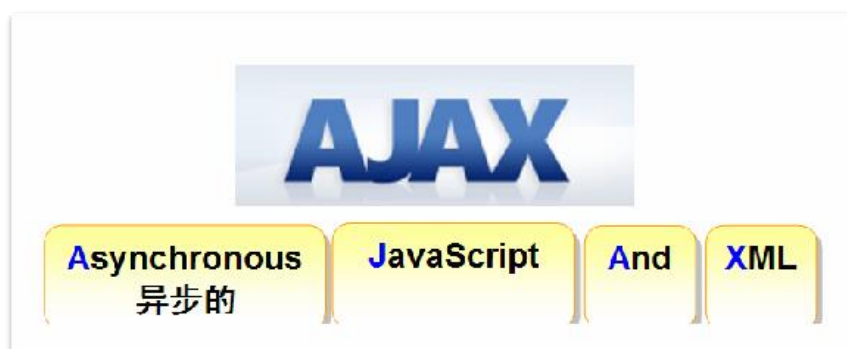 AJAX
Asynchronous JavaScript And XML
异步的